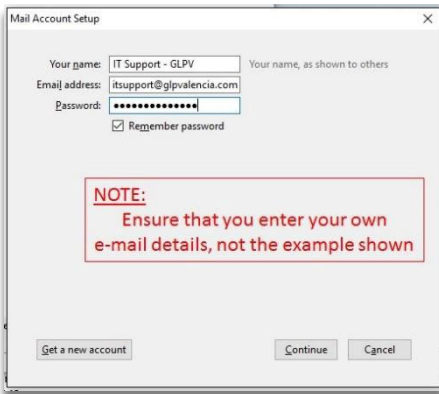 Mail Account Setup
Your name: IT Support - GLPV Your name, as shown to others
Email address: itsupport@glpvalencia.com
Password: ●●●●●●●●●●●●●●
Remember password
NOTE:
Ensure that you enter your own
e-mail details, not the example shown
Get a new account Continue Cancel